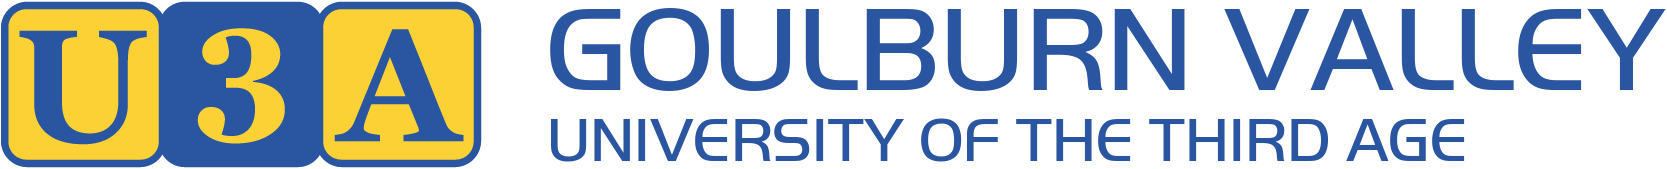 U3A
GOULBURN VALLEY
UNIVERSITY OF THE THIRD AGE